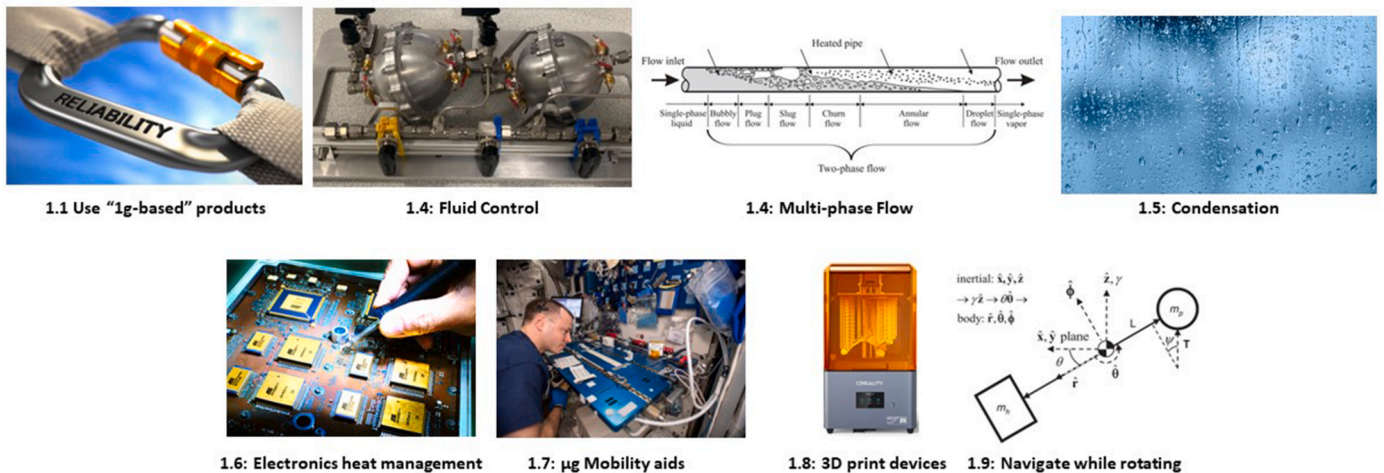 RELIABILITY
1.1 Use “1g-based” products
1.4: Fluid Control
Heated pipe
Flow inlet
Flow outlet
Single-phase liquid
Bubbly flow
Plug flow
Slug flow
Churn flow
Annular flow
Droplet flow
Single-phase vapor
Two-phase flow
1.4: Multi-phase Flow
1.5: Condensation
1.6: Electronics heat management
1.7: µg Mobility aids
CREALITY
1.8: 3D print devices
inertial: x̂, ŷ, ẑ
→ γẑ → θθ̂ →
body: r̂, θ̂, ϕ̂
ϕ̂
ẑ, γ
x̂, ŷ plane
θ
r̂
θ̂
L
ψ
T
1.9: Navigate while rotating